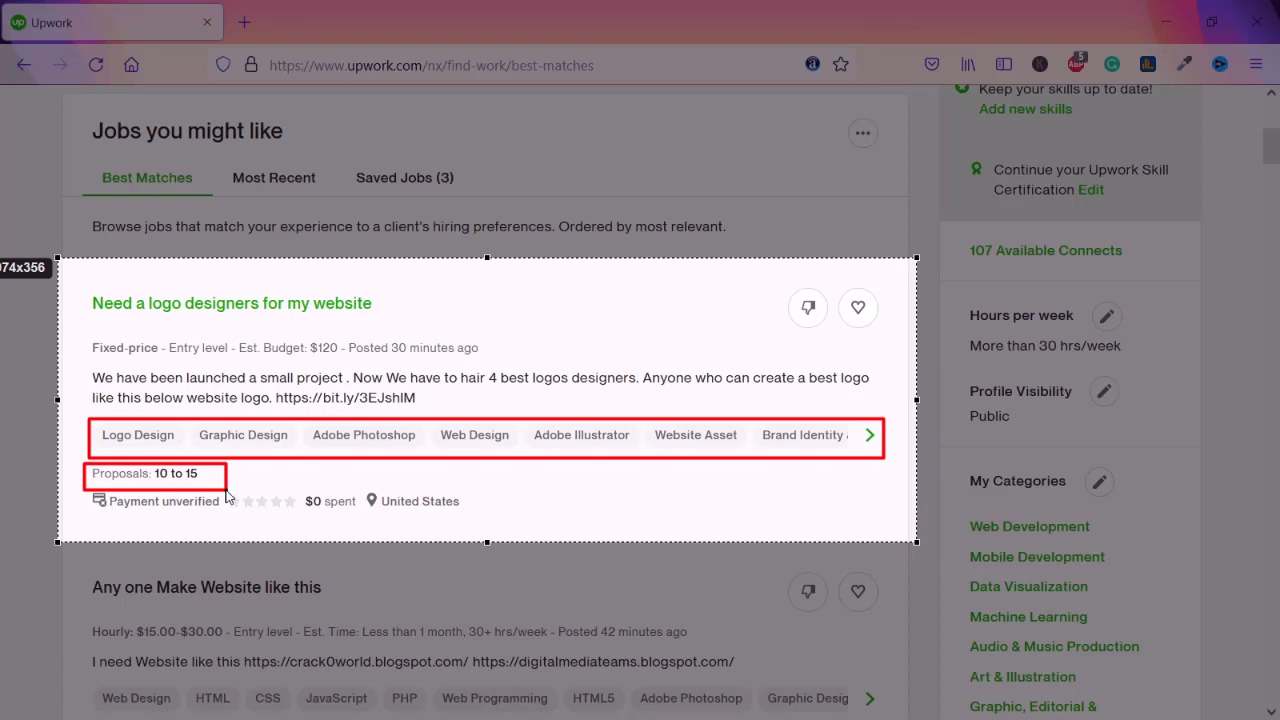 Upwork
https://www.upwork.com/nx/find-work/best-matches
5
Keep your skills up to date!
Add new skills
Jobs you might like
Best Matches
Most Recent
Saved Jobs (3)
Continue your Upwork Skill
Certification Edit
Browse jobs that match your experience to a client's hiring preferences. Ordered by most relevant.
107 Available Connects
74x356
Need a logo designers for my website
Hours per week
More than 30 hrs/week
Fixed-price - Entry level - Est. Budget: $120 - Posted 30 minutes ago
We have been launched a small project . Now We have to hair 4 best logos designers. Anyone who can create a best logo
like this below website logo. https://bit.ly/3EJshlM
Profile Visibility
Public
Logo Design
Graphic Design
Adobe Photoshop
Web Design
Adobe Illustrator
Website Asset
Brand Identity
Proposals: 10 to 15
Payment unverified
$0 spent
United States
My Categories
Web Development
Mobile Development
Data Visualization
Machine Learning
Audio & Music Production
Art & Illustration
Graphic, Editorial &
Any one Make Website like this
Hourly: $15.00-$30.00 - Entry level - Est. Time: Less than 1 month, 30+ hrs/week - Posted 42 minutes ago
I need Website like this https://crack0world.blogspot.com/ https://digitalmediateams.blogspot.com/
Web Design
HTML
CSS
JavaScript
PHP
Web Programming
HTML5
Adobe Photoshop
Graphic Desig